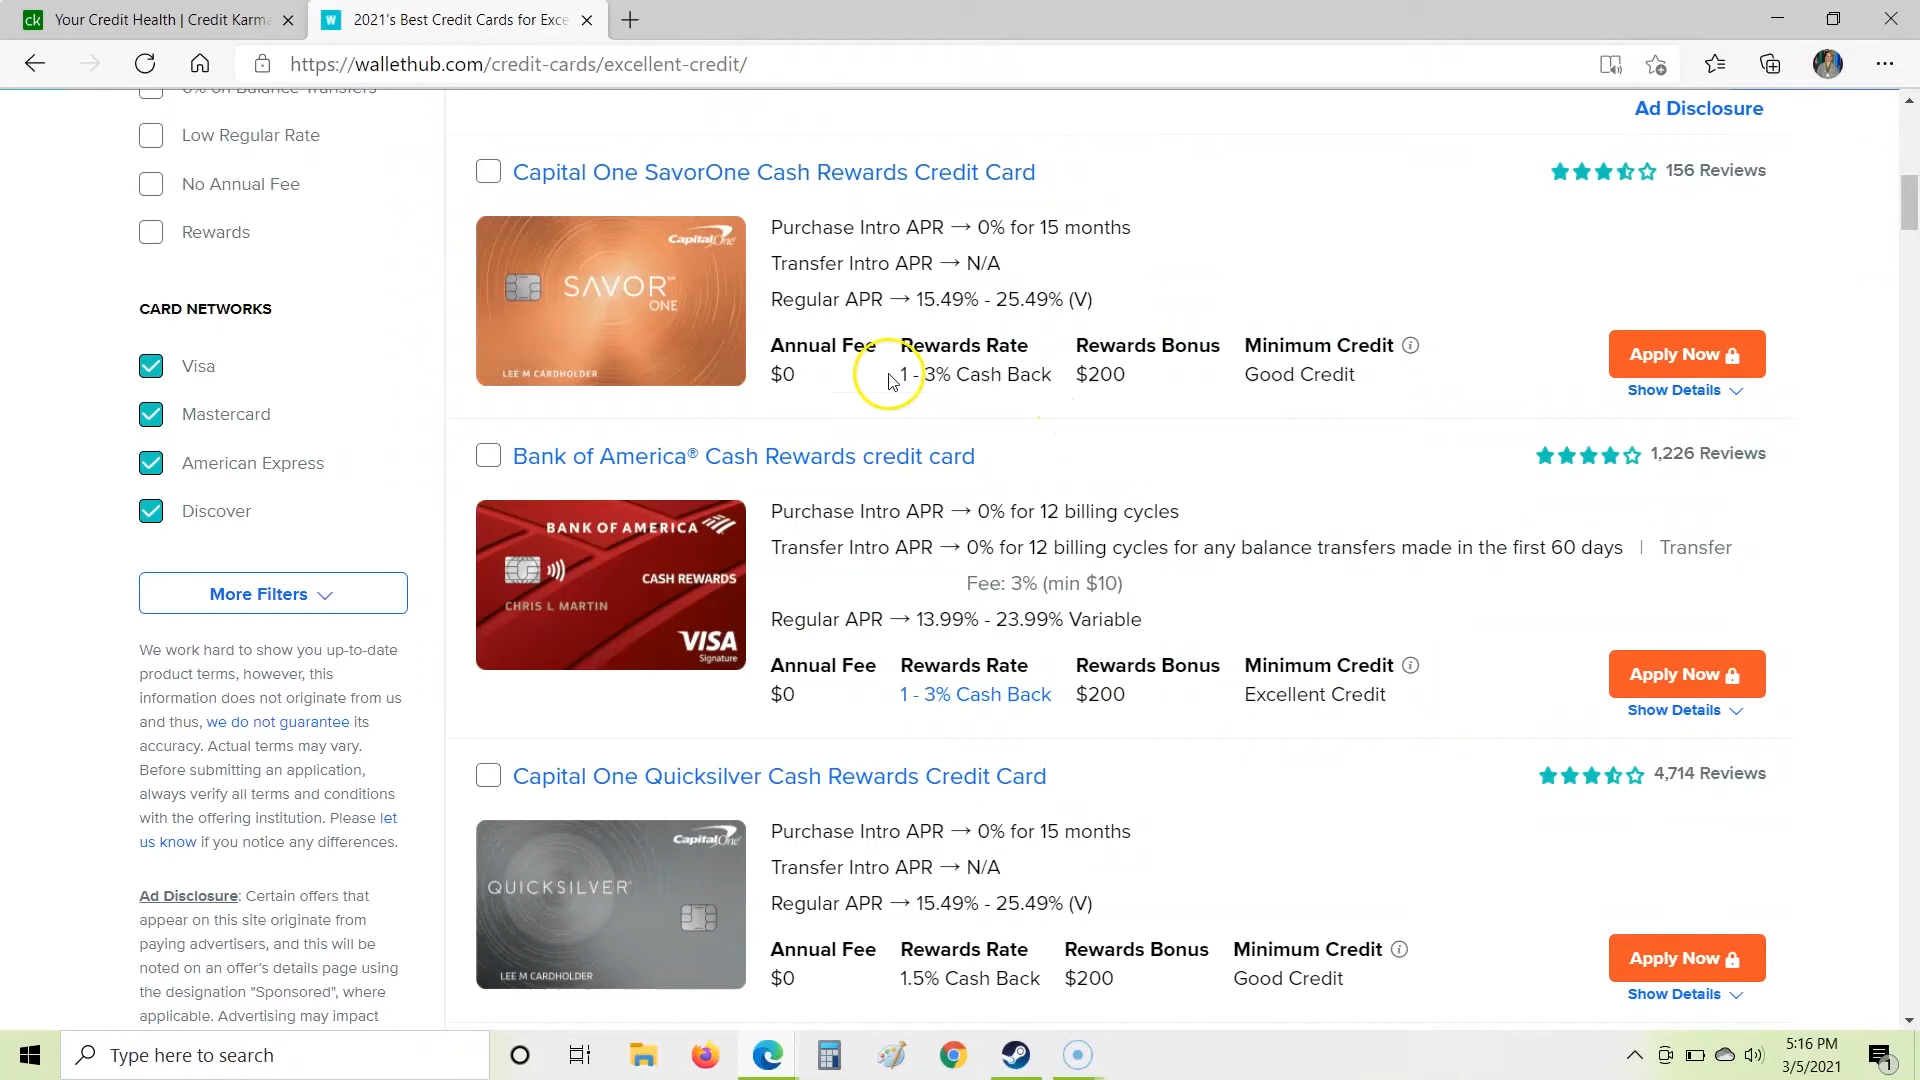 ck Your Credit Health | Credit Karma
W 2021's Best Credit Cards for Exce
https://wallethub.com/credit-cards/excellent-credit/
0% on Balance Transfers
Low Regular Rate
No Annual Fee
Rewards
CARD NETWORKS
Visa
Mastercard
American Express
Discover
More Filters
We work hard to show you up-to-date
product terms, however, this
information does not originate from us
and thus, we do not guarantee its
accuracy. Actual terms may vary.
Before submitting an application,
always verify all terms and conditions
with the offering institution. Please let
us know if you notice any differences.
Ad Disclosure: Certain offers that
appear on this site originate from
paying advertisers, and this will be
noted on an offer's details page using
the designation "Sponsored", where
applicable. Advertising may impact
Ad Disclosure
Capital One SavorOne Cash Rewards Credit Card
156 Reviews
Capital One
SAVOR
ONE
LEE M CARDHOLDER
Purchase Intro APR → 0% for 15 months
Transfer Intro APR → N/A
Regular APR → 15.49% - 25.49% (V)
Annual Fee Rewards Rate Rewards Bonus Minimum Credit
$0 1 - 3% Cash Back $200 Good Credit
Apply Now
Show Details
Bank of America® Cash Rewards credit card
1,226 Reviews
BANK OF AMERICA
CASH REWARDS
CHRIS L MARTIN
VISA
Signature
Purchase Intro APR → 0% for 12 billing cycles
Transfer Intro APR → 0% for 12 billing cycles for any balance transfers made in the first 60 days | Transfer
Fee: 3% (min $10)
Regular APR → 13.99% - 23.99% Variable
Annual Fee Rewards Rate Rewards Bonus Minimum Credit
$0 1 - 3% Cash Back $200 Excellent Credit
Apply Now
Show Details
Capital One Quicksilver Cash Rewards Credit Card
4,714 Reviews
Capital One
QUICKSILVER
LEE M CARDHOLDER
Purchase Intro APR → 0% for 15 months
Transfer Intro APR → N/A
Regular APR → 15.49% - 25.49% (V)
Annual Fee Rewards Rate Rewards Bonus Minimum Credit
$0 1.5% Cash Back $200 Good Credit
Apply Now
Show Details
Type here to search
5:16 PM
3/5/2021
1